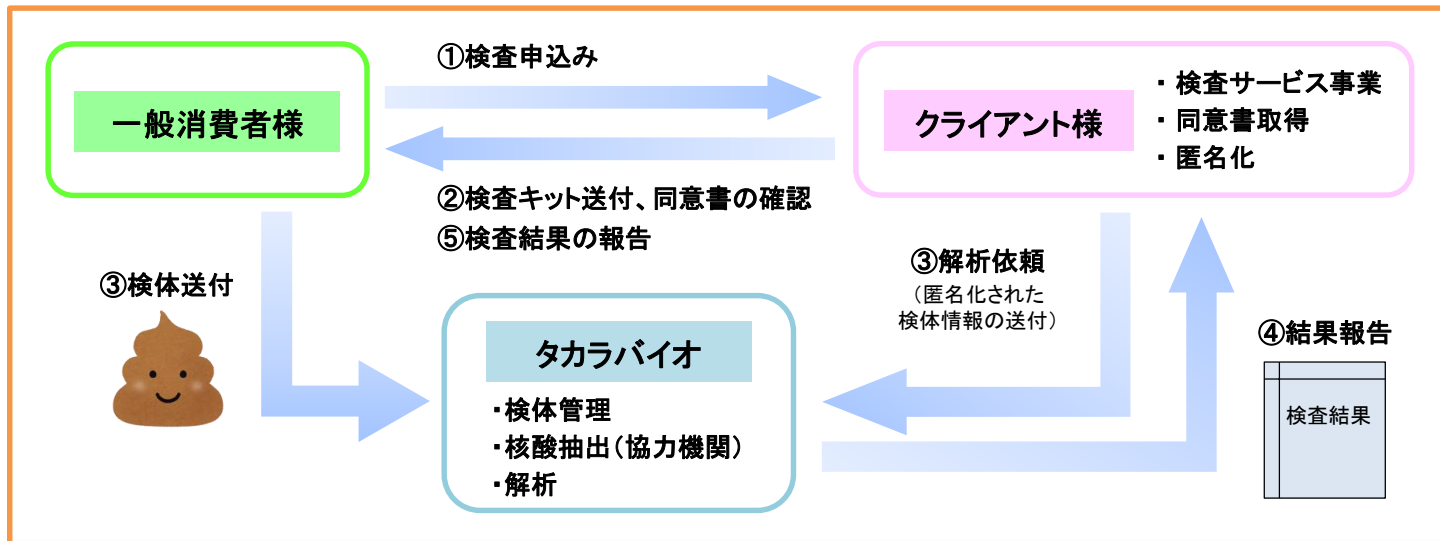 ①検査申込み
一般消費者様
クライアント様
・ 検査サービス事業
・ 同意書取得
・ 匿名化
②検査キット送付、同意書の確認
⑤検査結果の報告
③検体送付
③解析依頼
（匿名化された
検体情報の送付）
④結果報告
検査結果
タカラバイオ
・検体管理
・核酸抽出（協力機関）
・解析